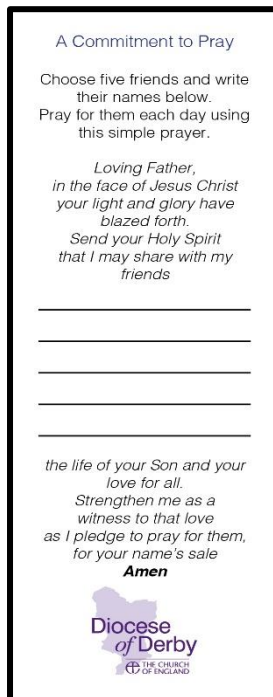 A Commitment to Pray
Choose five friends and write
their names below.
Pray for them each day using
this simple prayer.
Loving Father,
in the face of Jesus Christ
your light and glory have
blazed forth.
Send your Holy Spirit
that I may share with my
friends
the life of your Son and your
love for all.
Strengthen me as a
witness to that love
as I pledge to pray for them,
for your name's sale
Amen
Diocese
of Derby
THE CHURCH
OF ENGLAND